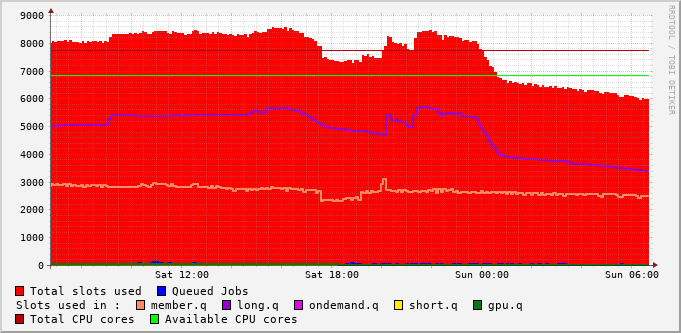 9000
8000
7000
6000
5000
4000
3000
2000
1000
0
Sat 12:00 Sat 18:00 Sun 00:00 Sun 06:00
RRDTOOL / TOBI OETIKER
Total slots used Queued Jobs
Slots used in : member.q long.q ondemand.q short.q gpu.q
Total CPU cores Available CPU cores